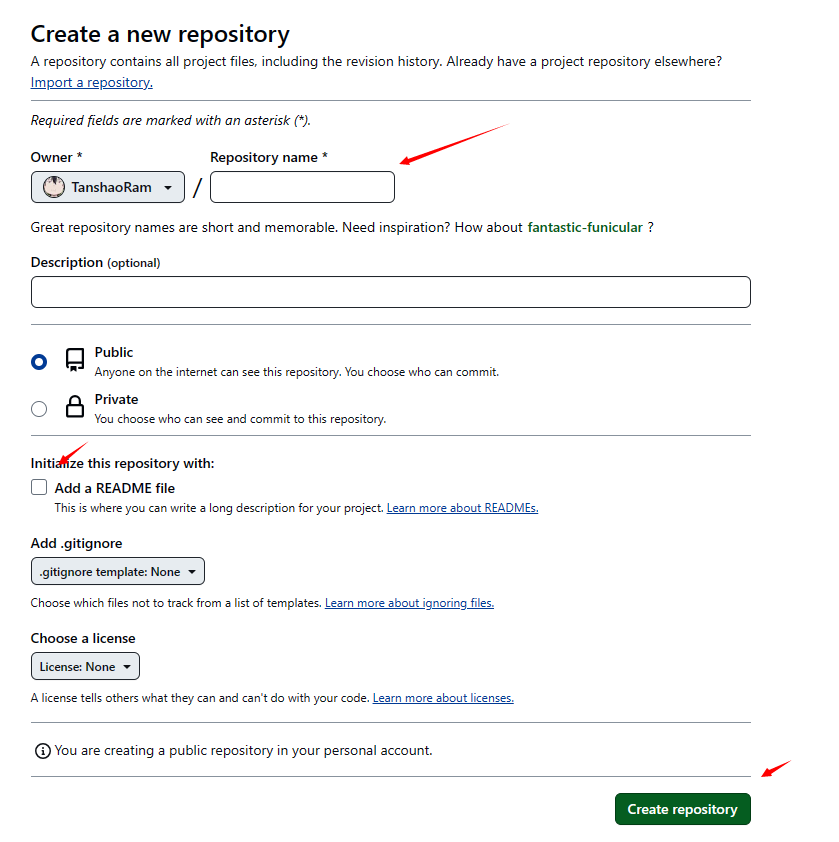 Create a new repository
A repository contains all project files, including the revision history. Already have a project repository elsewhere?
Import a repository.
Required fields are marked with an asterisk (*).
Owner * Repository name *
TanshaoRam /
Great repository names are short and memorable. Need inspiration? How about fantastic-funicular ?
Description (optional)
Public
Anyone on the internet can see this repository. You choose who can commit.
Private
You choose who can see and commit to this repository.
Initialize this repository with:
Add a README file
This is where you can write a long description for your project. Learn more about READMEs.
Add .gitignore
.gitignore template: None
Choose which files not to track from a list of templates. Learn more about ignoring files.
Choose a license
License: None
A license tells others what they can and can't do with your code. Learn more about licenses.
You are creating a public repository in your personal account.
Create repository